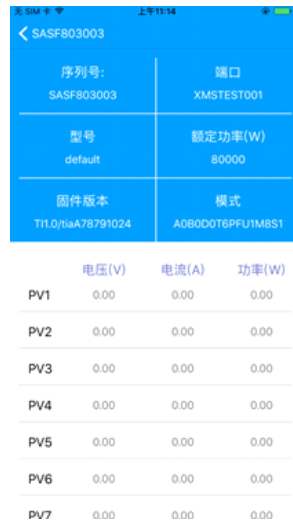 无 SIM 卡 上午11:14
SASF803003
序列号: 端口
SASF803003 XMSTEST001
型号 额定功率(W)
default 80000
固件版本 模式
TI1.0/tiaA78791024 A0B0D0T6PFU1M8S1
电压(V) 电流(A) 功率(W)
PV1 0.00 0.00 0.00
PV2 0.00 0.00 0.00
PV3 0.00 0.00 0.00
PV4 0.00 0.00 0.00
PV5 0.00 0.00 0.00
PV6 0.00 0.00 0.00
PV7 0.00 0.00 0.00